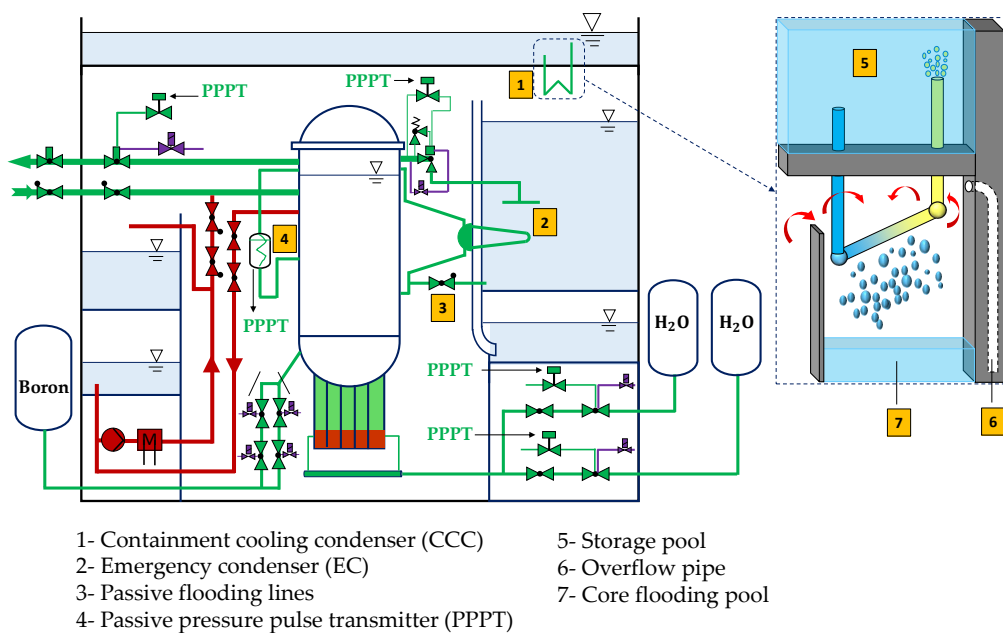 PPPT
PPPT
1
5
2
4
3
PPPT
H₂O
H₂O
Boron
PPPT
PPPT
M
7
6
1- Containment cooling condenser (CCC)
2- Emergency condenser (EC)
3- Passive flooding lines
4- Passive pressure pulse transmitter (PPPT)
5- Storage pool
6- Overflow pipe
7- Core flooding pool